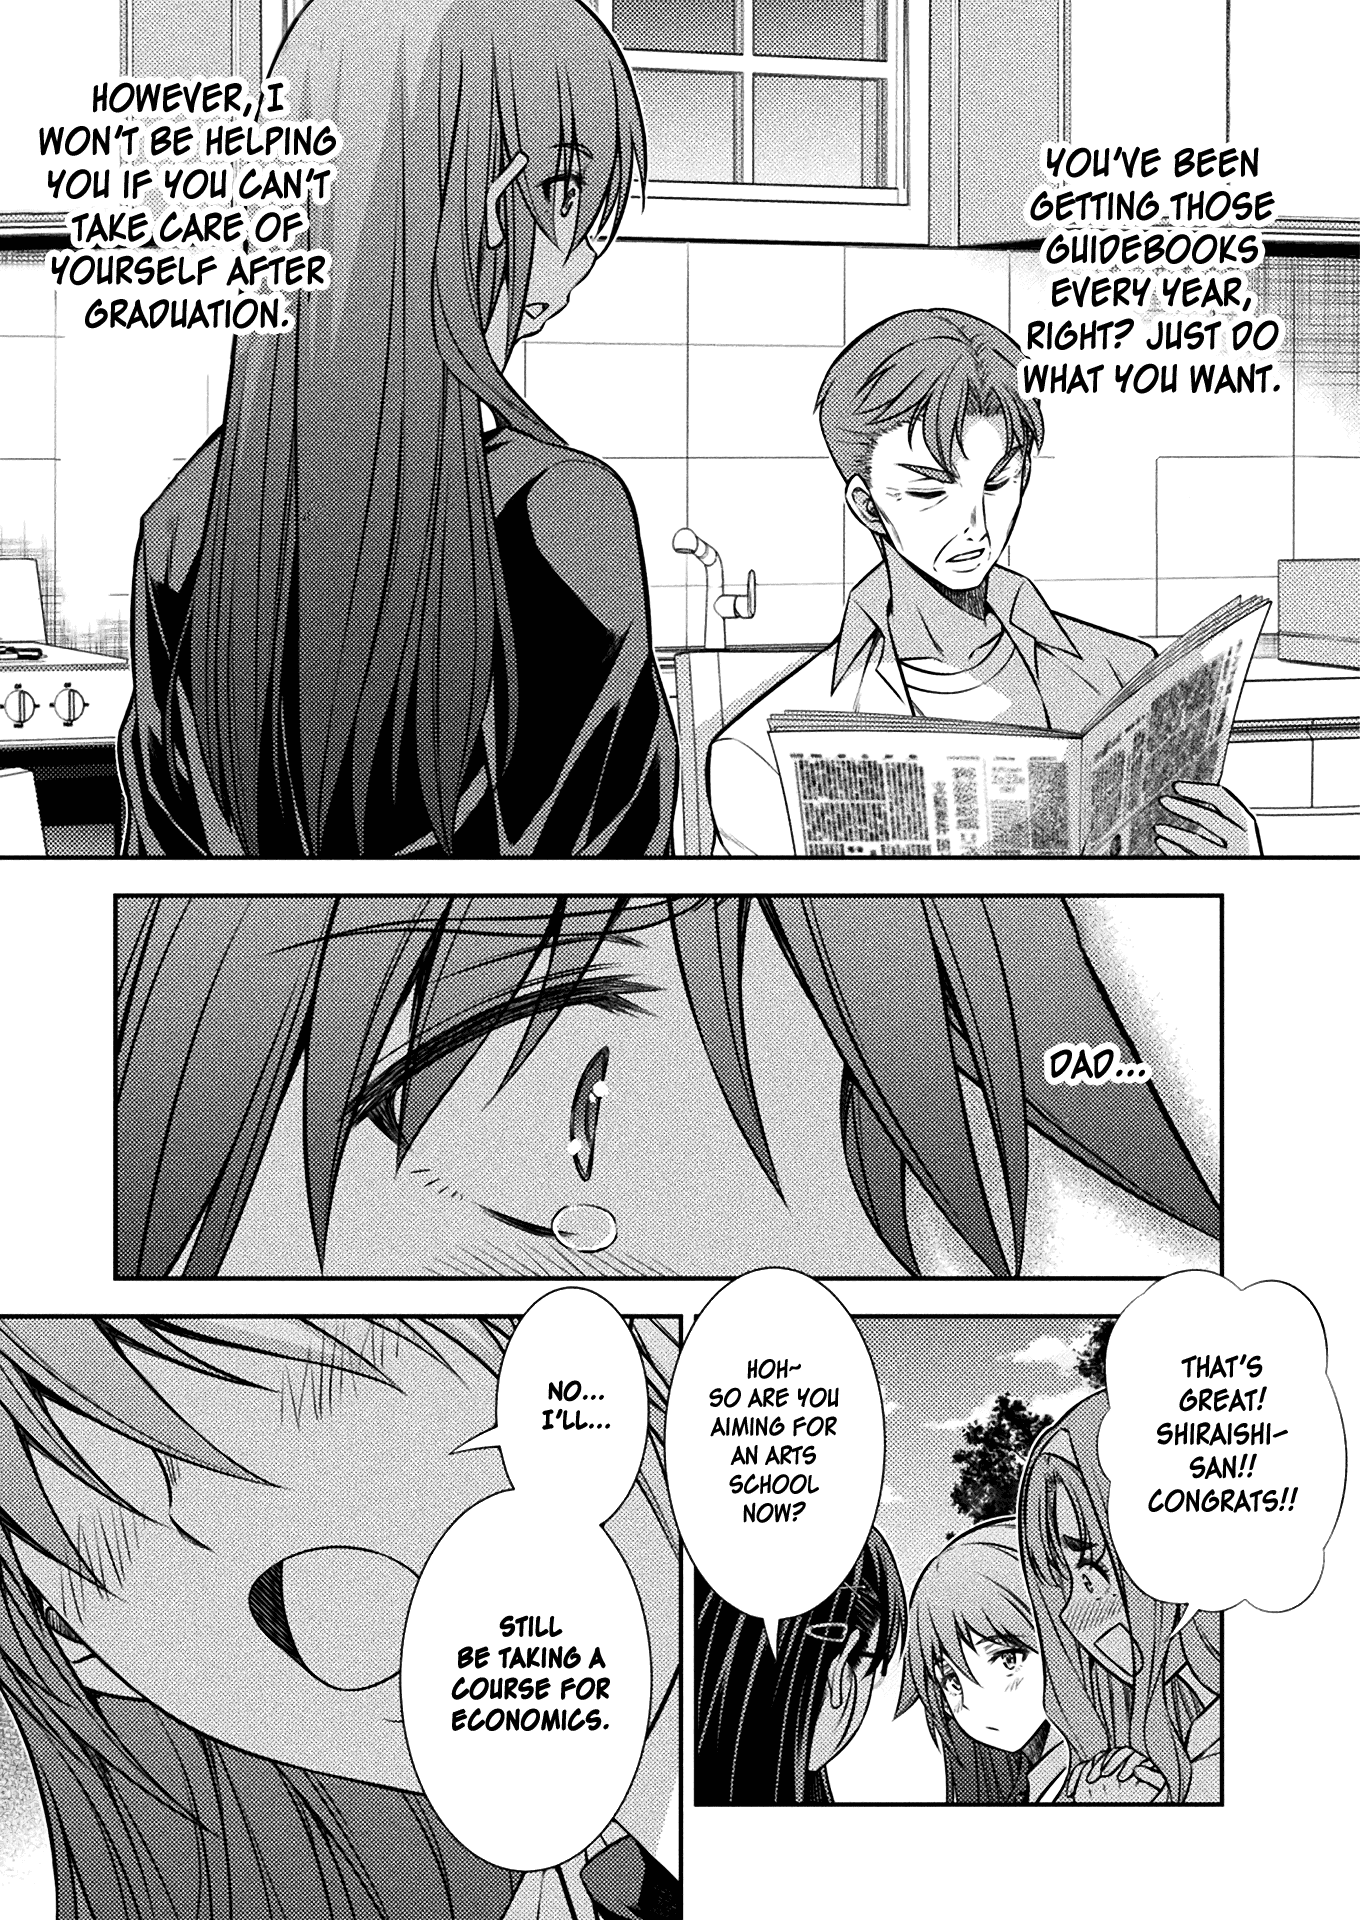 YOU'VE BEEN
GETTING THOSE
GUIDEBOOKS
EVERY YEAR,
RIGHT? JUST DO
WHAT YOU WANT.
HOWEVER, I
WON'T BE HELPING
YOU IF YOU CAN'T
TAKE CARE OF
YOURSELF AFTER
GRADUATION.
DAD...
THAT'S
GREAT!
SHIRAISHI-
SAN!!
CONGRATS!!
HOH~
SO ARE YOU
AIMING FOR
AN ARTS
SCHOOL
NOW?
NO...
I'LL...
STILL
BE TAKING A
COURSE FOR
ECONOMICS.